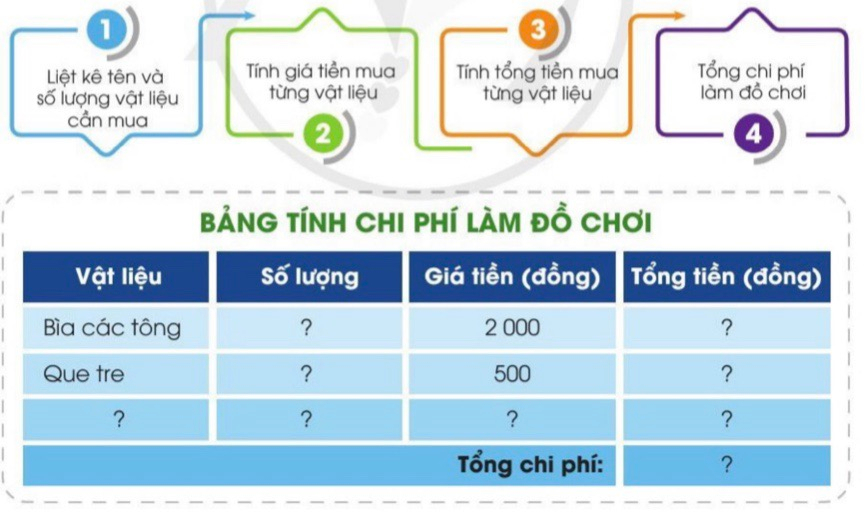 1
Liệt kê tên và
số lượng vật liệu
cần mua
Tính giá tiền mua
từng vật liệu
2
3
Tính tổng tiền mua
từng vật liệu
Tổng chi phí
làm đồ chơi
4
BẢNG TÍNH CHI PHÍ LÀM ĐỒ CHƠI
Vật liệu Số lượng Giá tiền (đồng) Tổng tiền (đồng)
Bìa các tông ? 2 000 ?
Que tre ? 500 ?
? ? ? ?
Tổng chi phí: ?